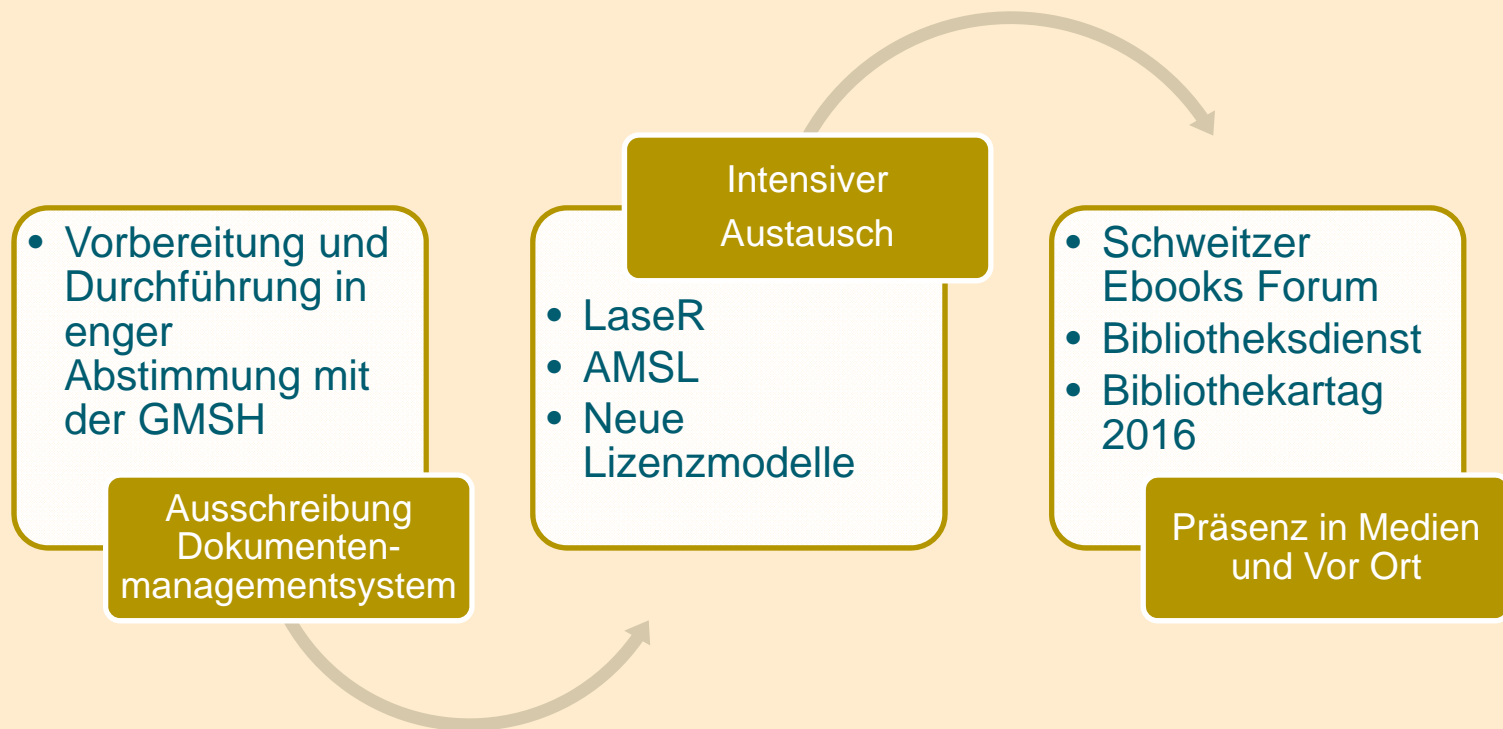 • Vorbereitung und
Durchführung in
enger
Abstimmung mit
der GMSH
Ausschreibung
Dokumenten-
managementsystem
Intensiver
Austausch
• LaseR
• AMSL
• Neue
Lizenzmodelle
• Schweitzer
Ebooks Forum
• Bibliotheksdienst
• Bibliothekartag
2016
Präsenz in Medien
und Vor Ort